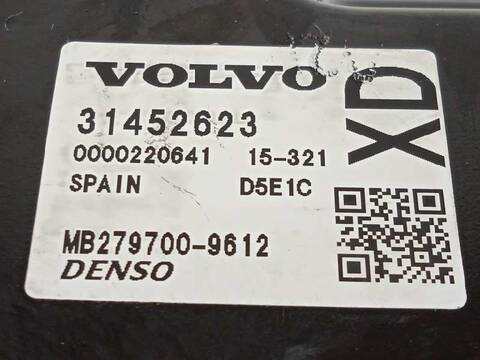 VOLVO
XD
31452623
0000220641 15-321
SPAIN D5E1C
MB279700-9612
DENSO